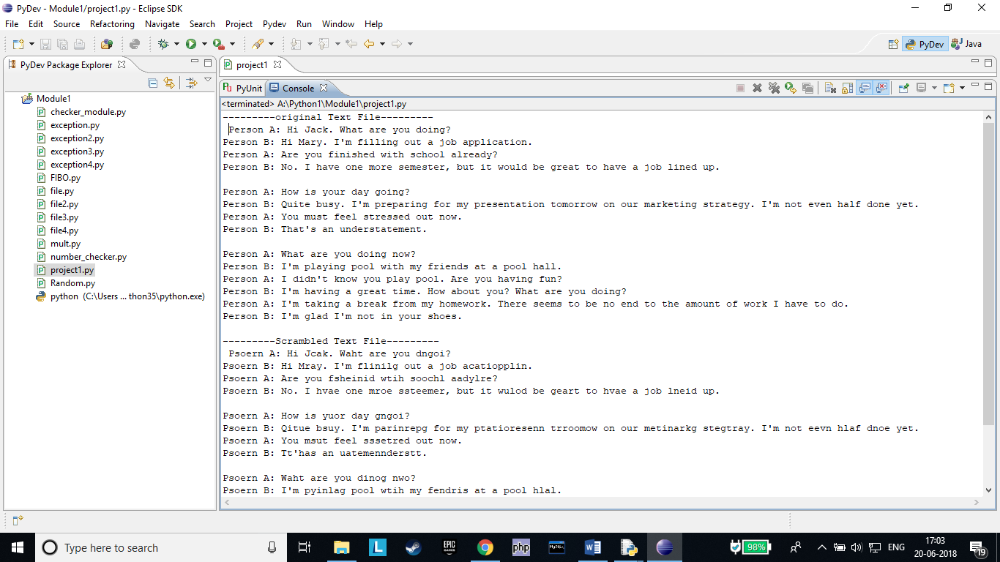 PyDev - Module1/project1.py - Eclipse SDK
File Edit Source Refactoring Navigate Search Project Pydev Run Window Help
PyDev Java
PyDev Package Explorer
Module1
checker_module.py
exception.py
exception2.py
exception3.py
exception4.py
FIBO.py
file.py
file2.py
file3.py
file4.py
mult.py
number_checker.py
project1.py
Random.py
python (C:\Users ... thon35\python.exe)
project1
PyUnit Console
<terminated> A:\Python1\Module1\project1.py
---------original Text File---------
Person A: Hi Jack. What are you doing?
Person B: Hi Mary. I'm filling out a job application.
Person A: Are you finished with school already?
Person B: No. I have one more semester, but it would be great to have a job lined up.
Person A: How is your day going?
Person B: Quite busy. I'm preparing for my presentation tomorrow on our marketing strategy. I'm not even half done yet.
Person A: You must feel stressed out now.
Person B: That's an understatement.
Person A: What are you doing now?
Person B: I'm playing pool with my friends at a pool hall.
Person A: I didn't know you play pool. Are you having fun?
Person B: I'm having a great time. How about you? What are you doing?
Person A: I'm taking a break from my homework. There seems to be no end to the amount of work I have to do.
Person B: I'm glad I'm not in your shoes.
---------Scrambled Text File---------
Psoern A: Hi Jcak. Waht are you dngoi?
Psoern B: Hi Mray. I'm flinilg out a job acatiopplin.
Psoern A: Are you fsheinid wtih soochl aadylre?
Psoern B: No. I hvae one mroe ssteemer, but it wulod be geart to hvae a job lneid up.
Psoern A: How is yuor day gngoi?
Psoern B: Qitue bsuy. I'm parinrepg for my ptatioresenn trroomow on our metinarkg stegtray. I'm not eevn hlaf dnoe yet.
Psoern A: You msut feel sssetred out now.
Psoern B: Tt'has an uatemennderstt.
Psoern A: Waht are you dinog nwo?
Psoern B: I'm pyinlag pool wtih my fendris at a pool hlal.
Type here to search
L
EPIC GAMES
php
MySQL
98%
ENG
17:03
20-06-2018
19